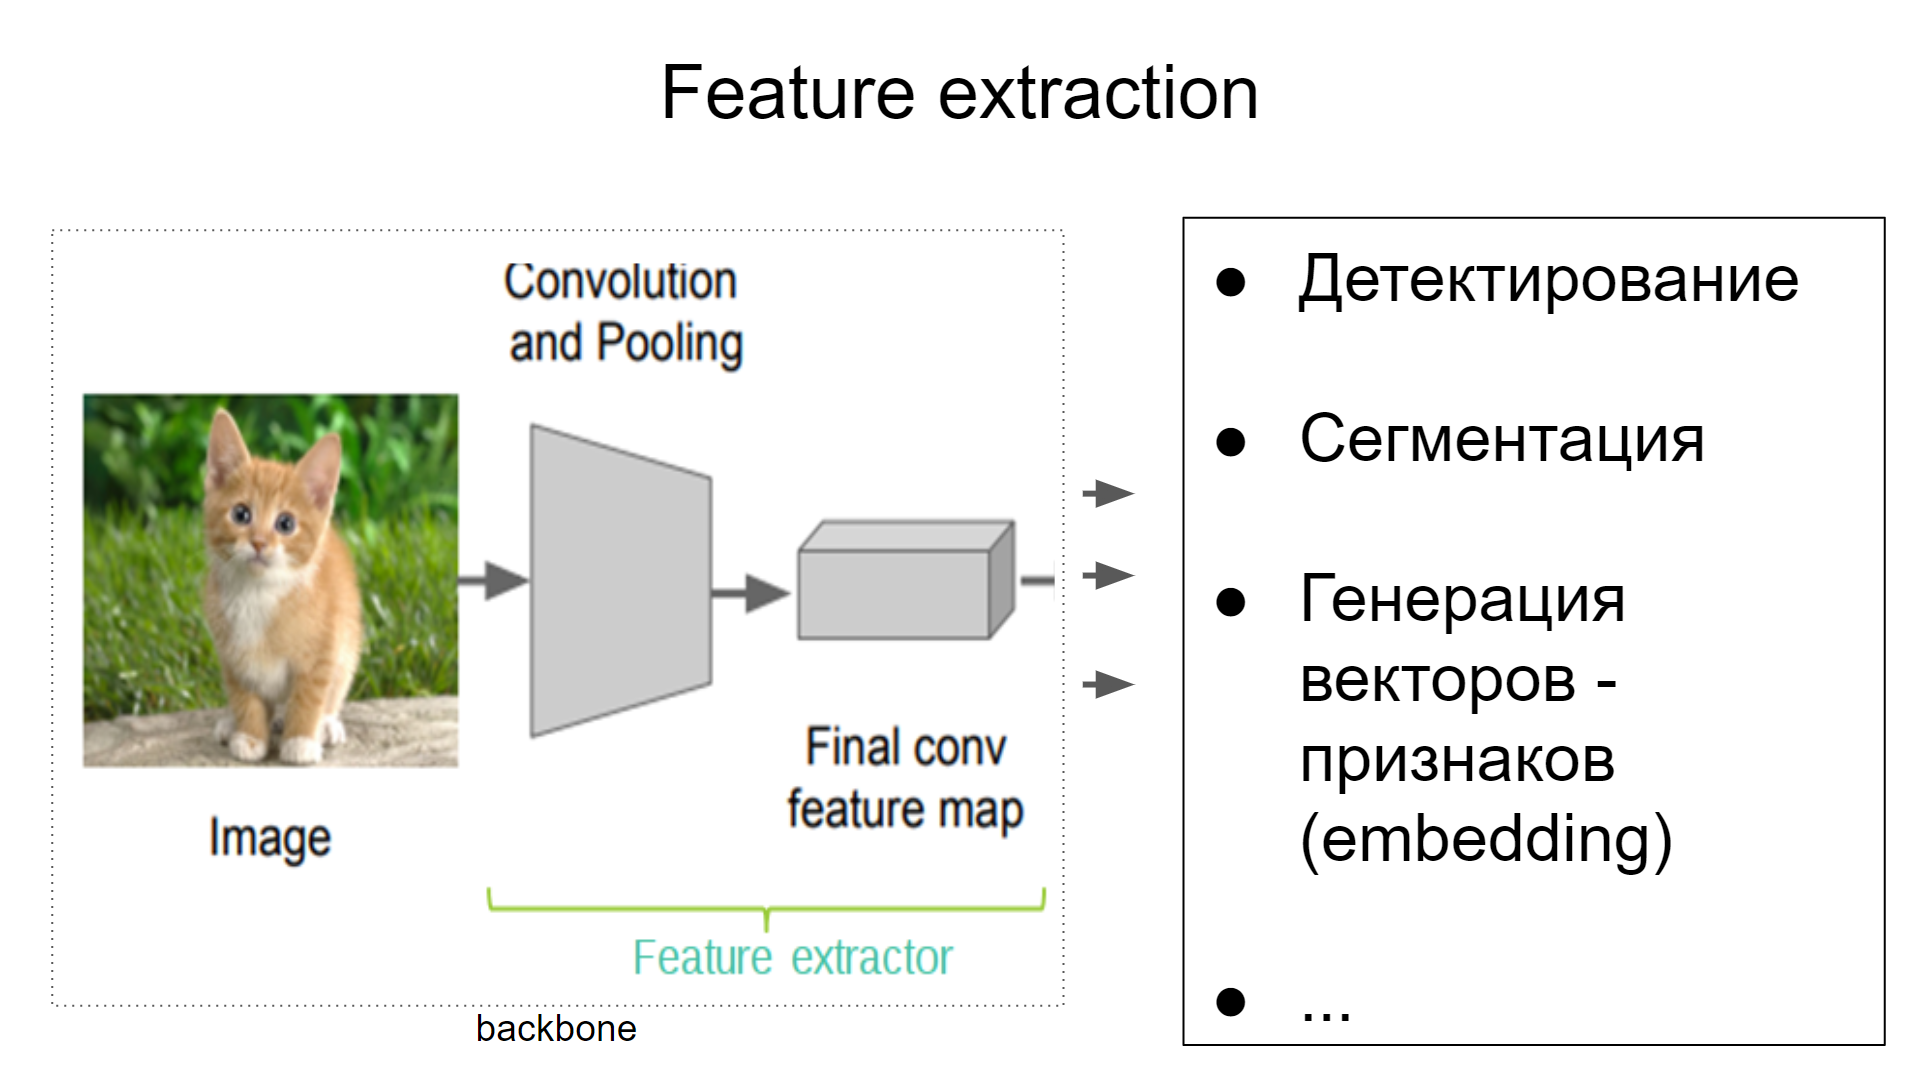 Feature extraction
Convolution
and Pooling
Image
Final conv
feature map
Feature extractor
backbone
● Детектирование
● Сегментация
● Генерация
векторов -
признаков
(embedding)
● ...